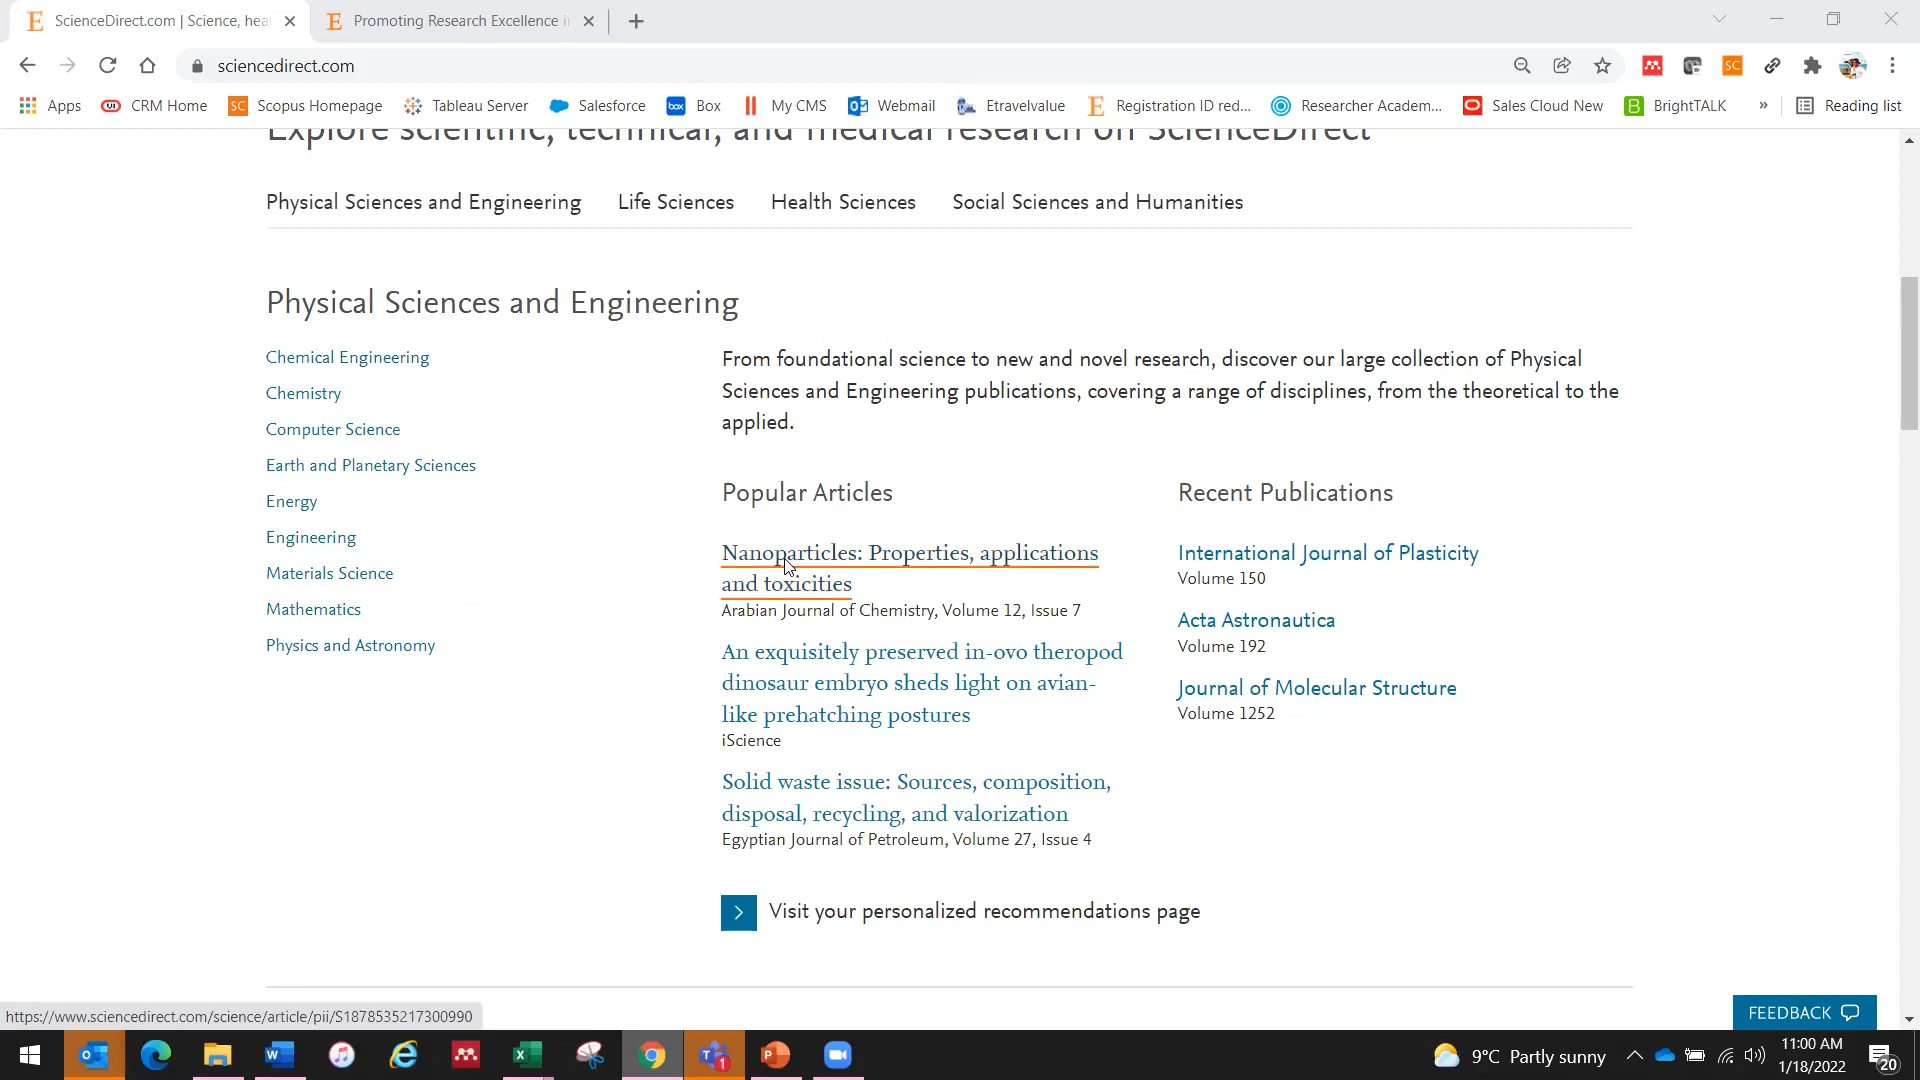 ScienceDirect.com | Science, hea
Promoting Research Excellence i
sciencedirect.com
Apps CRM Home Scopus Homepage Tableau Server Salesforce Box My CMS Webmail Etravelvalue Registration ID red... Researcher Academ... Sales Cloud New BrightTALK » Reading list
Explore scientific, technical, and medical research on ScienceDirect
Physical Sciences and Engineering Life Sciences Health Sciences Social Sciences and Humanities
Physical Sciences and Engineering
Chemical Engineering
Chemistry
Computer Science
Earth and Planetary Sciences
Energy
Engineering
Materials Science
Mathematics
Physics and Astronomy
From foundational science to new and novel research, discover our large collection of Physical
Sciences and Engineering publications, covering a range of disciplines, from the theoretical to the
applied.
Popular Articles
Nanoparticles: Properties, applications
and toxicities
Arabian Journal of Chemistry, Volume 12, Issue 7
An exquisitely preserved in-ovo theropod
dinosaur embryo sheds light on avian-
like prehatching postures
iScience
Solid waste issue: Sources, composition,
disposal, recycling, and valorization
Egyptian Journal of Petroleum, Volume 27, Issue 4
Recent Publications
International Journal of Plasticity
Volume 150
Acta Astronautica
Volume 192
Journal of Molecular Structure
Volume 1252
Visit your personalized recommendations page
FEEDBACK
https://www.sciencedirect.com/science/article/pii/S1878535217300990
9°C Partly sunny
11:00 AM
1/18/2022
20